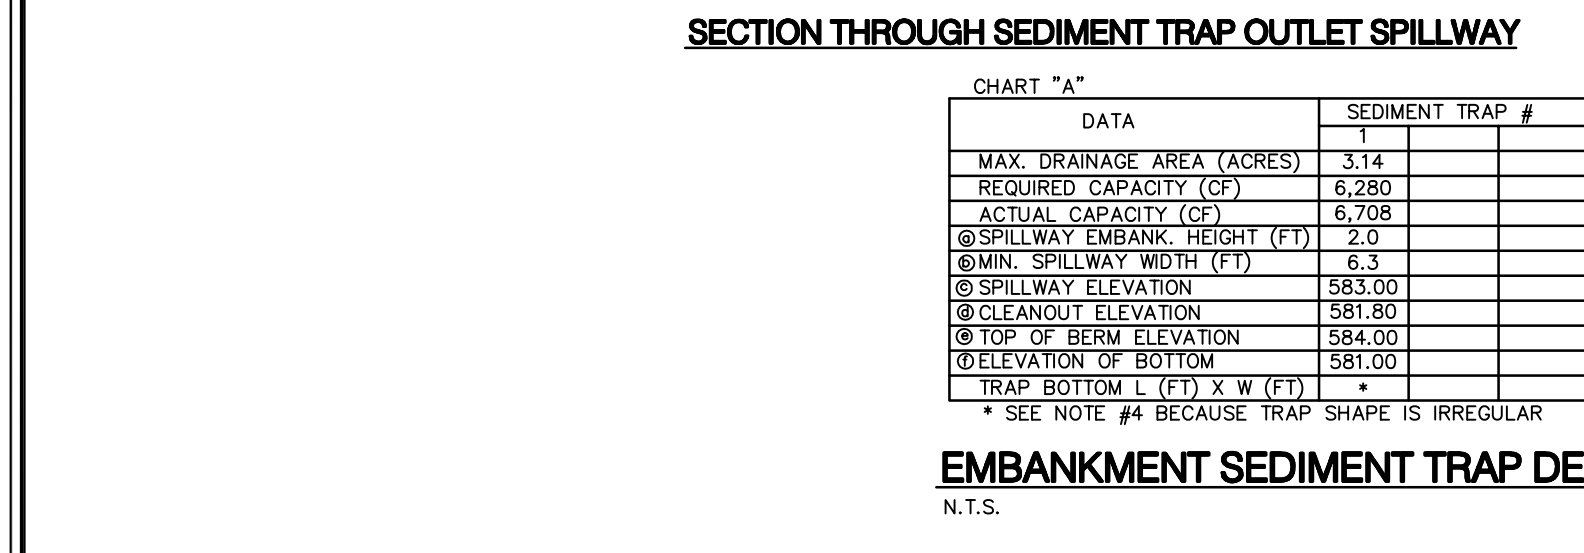 SECTION THROUGH SEDIMENT TRAP OUTLET SPILLWAY
CHART "A"
DATA SEDIMENT TRAP #
1
MAX. DRAINAGE AREA (ACRES) 3.14
REQUIRED CAPACITY (CF) 6,280
ACTUAL CAPACITY (CF) 6,708
ⓐ SPILLWAY EMBANK. HEIGHT (FT) 2.0
ⓑ MIN. SPILLWAY WIDTH (FT) 6.3
ⓒ SPILLWAY ELEVATION 583.00
ⓓ CLEANOUT ELEVATION 581.80
ⓔ TOP OF BERM ELEVATION 584.00
ⓕ ELEVATION OF BOTTOM 581.00
TRAP BOTTOM L (FT) X W (FT) *
* SEE NOTE #4 BECAUSE TRAP SHAPE IS IRREGULAR
EMBANKMENT SEDIMENT TRAP DE
N.T.S.